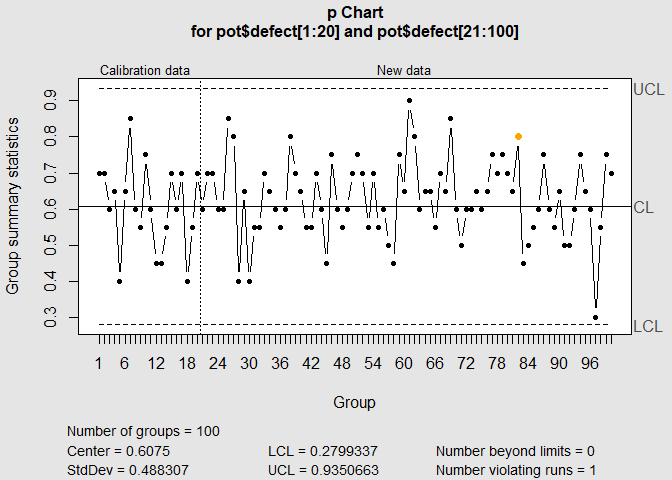 p Chart
for pot$defect[1:20] and pot$defect[21:100]
Calibration data New data
Group summary statistics
0.9
0.8
0.7
0.6
0.5
0.4
0.3
UCL
CL
LCL
1 6 12 18 24 30 36 42 48 54 60 66 72 78 84 90 96
Group
Number of groups = 100
Center = 0.6075 LCL = 0.2799337 Number beyond limits = 0
StdDev = 0.488307 UCL = 0.9350663 Number violating runs = 1